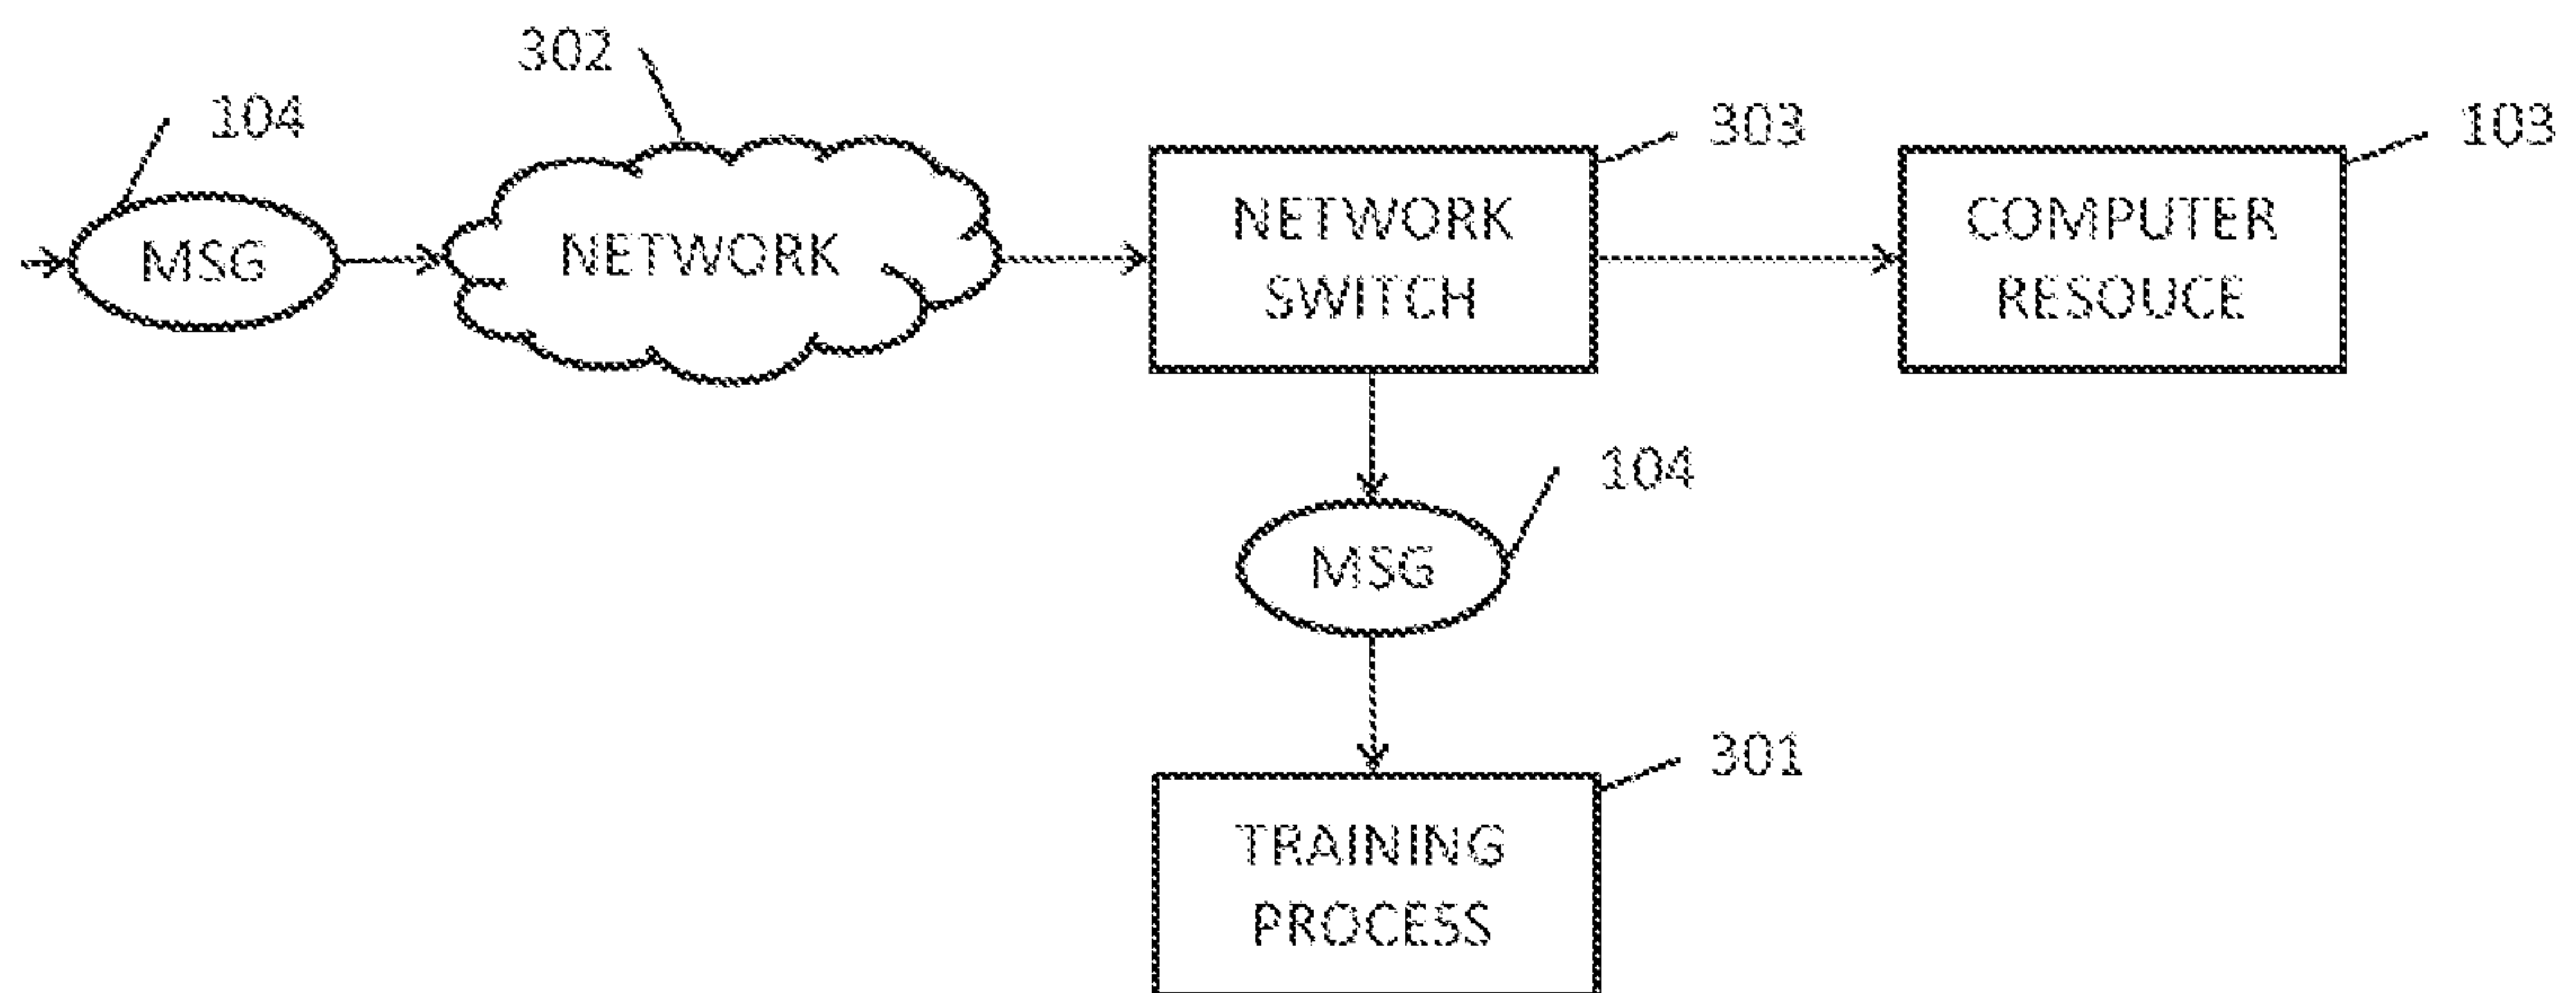 302
104
303
103
MSG
NETWORK
NETWORK
SWITCH
COMPUTER
RESOUCE
104
MSG
301
TRAINING
PROCESS